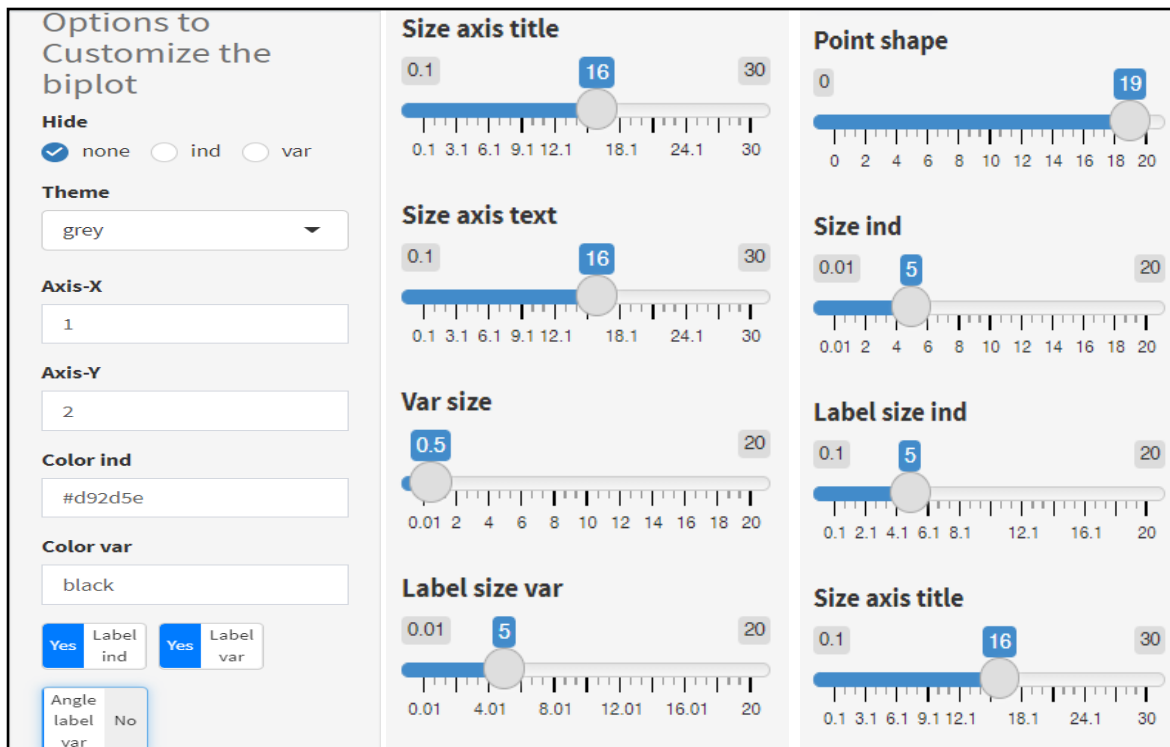 Options to
Customize the
biplot
Hide
none ind var
Theme
grey
Axis-X
1
Axis-Y
2
Color ind
#d92d5e
Color var
black
Yes Label ind Yes Label var
Angle label var No
Size axis title
0.1 16 30
0.1 3.1 6.1 9.1 12.1 18.1 24.1 30
Size axis text
0.1 16 30
0.1 3.1 6.1 9.1 12.1 18.1 24.1 30
Var size
0.5 20
0.01 2 4 6 8 10 12 14 16 18 20
Label size var
0.01 5 20
0.01 4.01 8.01 12.01 16.01 20
Point shape
0 19
0 2 4 6 8 10 12 14 16 18 20
Size ind
0.01 5 20
0.01 2 4 6 8 10 12 14 16 18 20
Label size ind
0.1 5 20
0.1 2.1 4.1 6.1 8.1 12.1 16.1 20
Size axis title
0.1 16 30
0.1 3.1 6.1 9.1 12.1 18.1 24.1 30